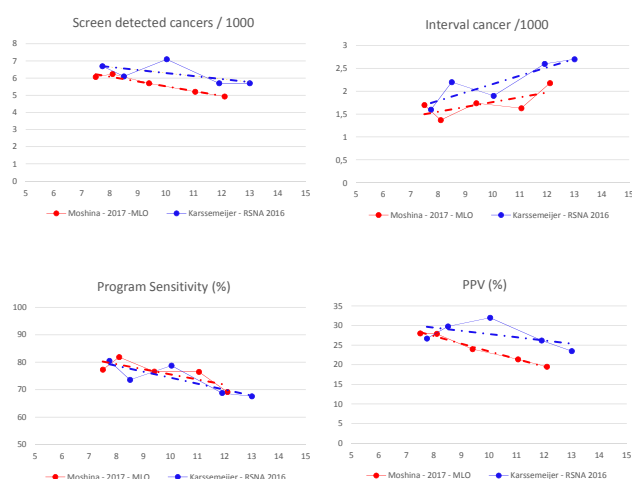 Screen detected cancers / 1000
8
7
6
5
4
3
2
1
0
5 6 7 8 9 10 11 12 13 14 15
Moshina - 2017 -MLO Karssemeijer - RSNA 2016
Interval cancer /1000
3
2,5
2
1,5
1
0,5
0
5 6 7 8 9 10 11 12 13 14 15
Moshina - 2017 - MLO Karssemeijer - RSNA 2016
Program Sensitivity (%)
100
90
80
70
60
50
5 6 7 8 9 10 11 12 13 14 15
Moshina - 2017 - MLO Karssemeijer - RSNA 2016
PPV (%)
35
30
25
20
15
10
5
0
5 6 7 8 9 10 11 12 13 14 15
Moshina - 2017 - MLO Karssemeijer - RSNA 2016